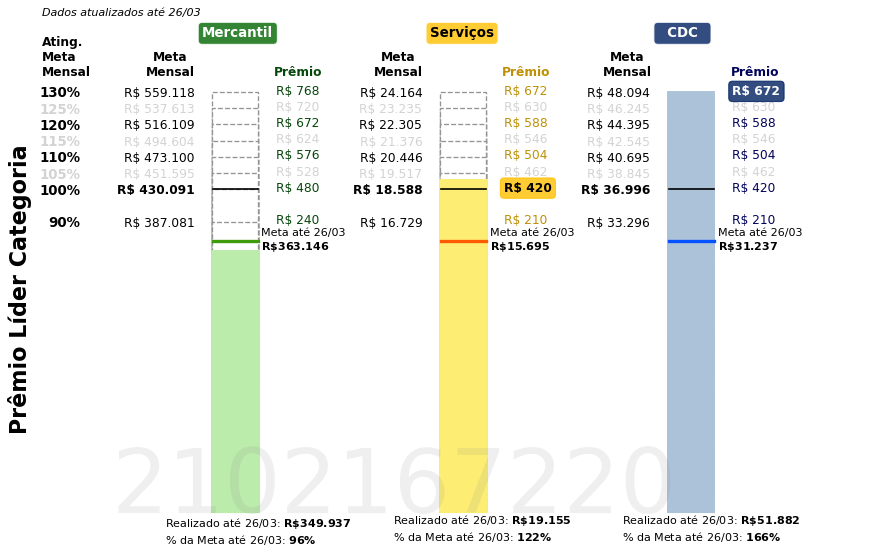 Dados atualizados até 26/03
Mercantil Serviços CDC
Ating. Meta Mensal Meta Mensal Prêmio Meta Mensal Prêmio Meta Mensal Prêmio
130% R$ 559.118 R$ 768 R$ 24.164 R$ 672 R$ 48.094 R$ 672
125% R$ 537.613 R$ 720 R$ 23.235 R$ 630 R$ 46.245 R$ 630
120% R$ 516.109 R$ 672 R$ 22.305 R$ 588 R$ 44.395 R$ 588
115% R$ 494.604 R$ 624 R$ 21.376 R$ 546 R$ 42.545 R$ 546
110% R$ 473.100 R$ 576 R$ 20.446 R$ 504 R$ 40.695 R$ 504
105% R$ 451.595 R$ 528 R$ 19.517 R$ 462 R$ 38.845 R$ 462
100% R$ 430.091 R$ 480 R$ 18.588 R$ 420 R$ 36.996 R$ 420
90% R$ 387.081 R$ 240 R$ 16.729 R$ 210 R$ 33.296 R$ 210
Meta até 26/03 Meta até 26/03 Meta até 26/03
R$363.146 R$15.695 R$31.237
Prêmio Líder Categoria
2102167220
Realizado até 26/03: R$349.937 Realizado até 26/03: R$19.155 Realizado até 26/03: R$51.882
% da Meta até 26/03: 96% % da Meta até 26/03: 122% % da Meta até 26/03: 166%